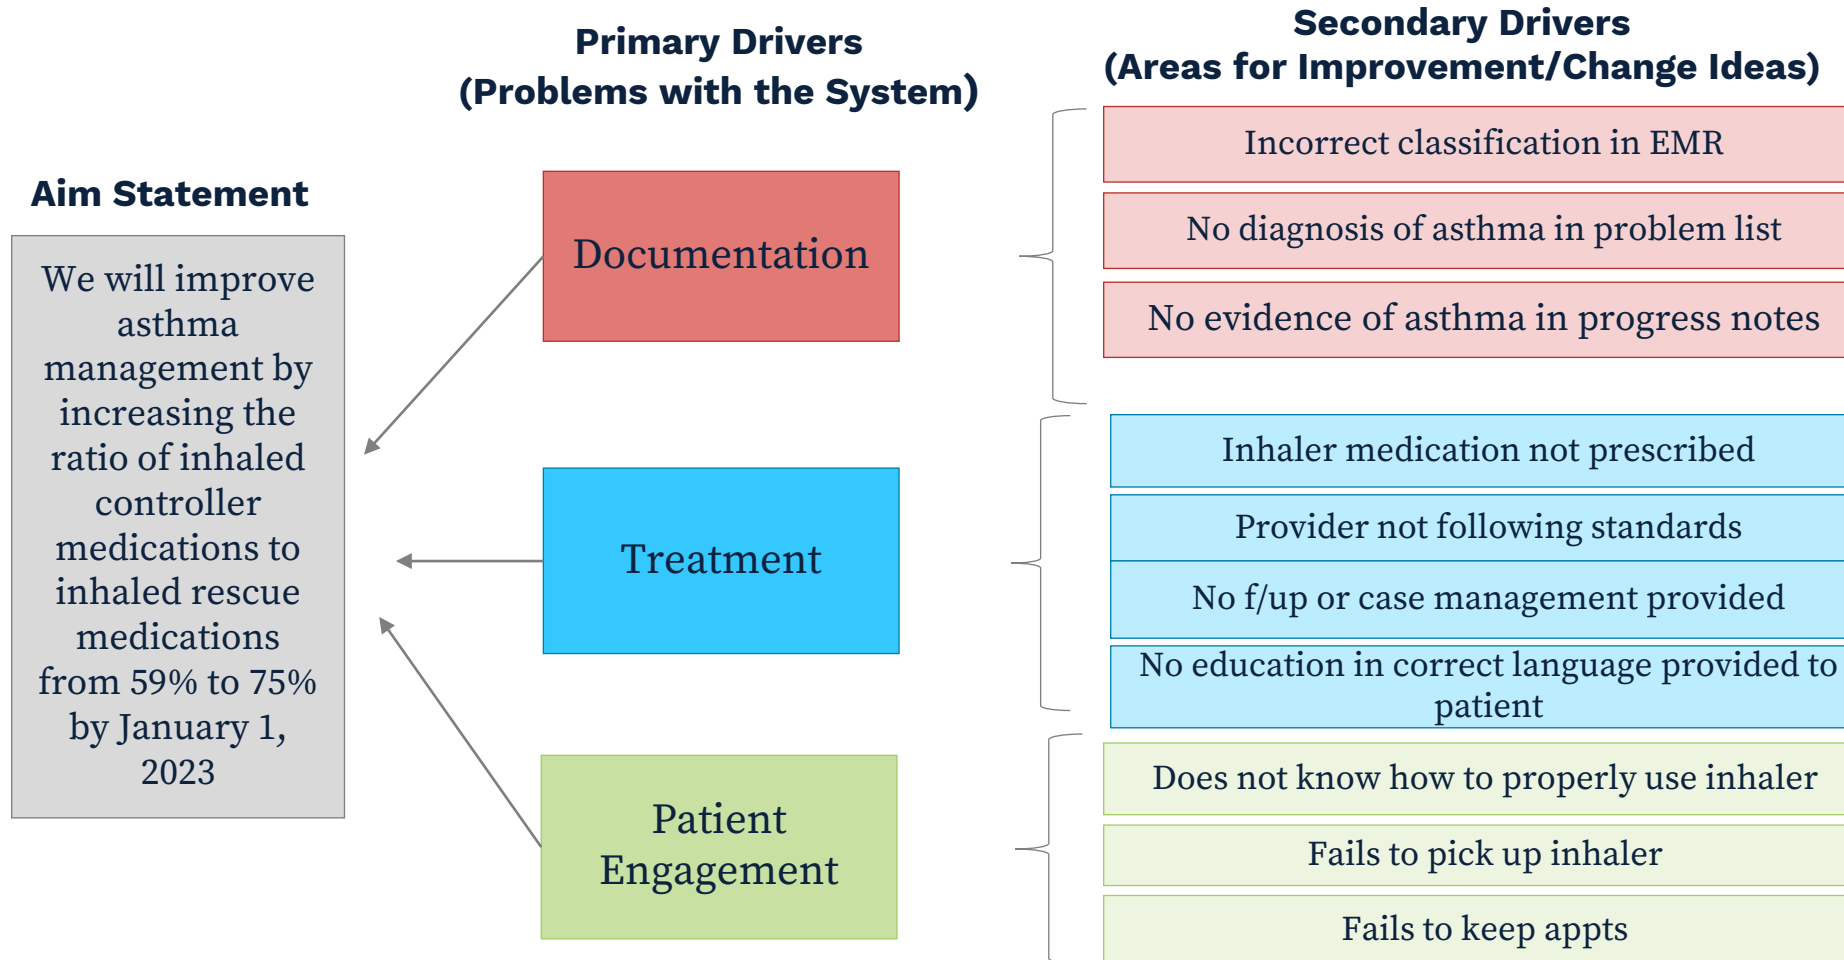 Primary Drivers
(Problems with the System)
Secondary Drivers
(Areas for Improvement/Change Ideas)
Aim Statement
We will improve
asthma
management by
increasing the
ratio of inhaled
controller
medications to
inhaled rescue
medications
from 59% to 75%
by January 1,
2023
Documentation
Incorrect classification in EMR
No diagnosis of asthma in problem list
No evidence of asthma in progress notes
Treatment
Inhaler medication not prescribed
Provider not following standards
No f/up or case management provided
No education in correct language provided to
patient
Patient
Engagement
Does not know how to properly use inhaler
Fails to pick up inhaler
Fails to keep appts